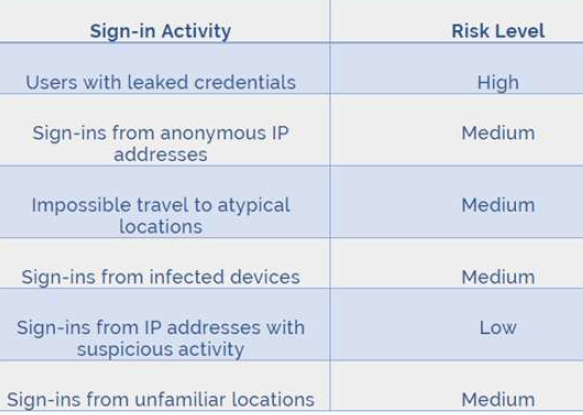 Sign-in Activity Risk Level
Users with leaked credentials High
Sign-ins from anonymous IP Medium
addresses
Impossible travel to atypical Medium
locations
Sign-ins from infected devices Medium
Sign-ins from IP addresses with Low
suspicious activity
Sign-ins from unfamiliar locations Medium